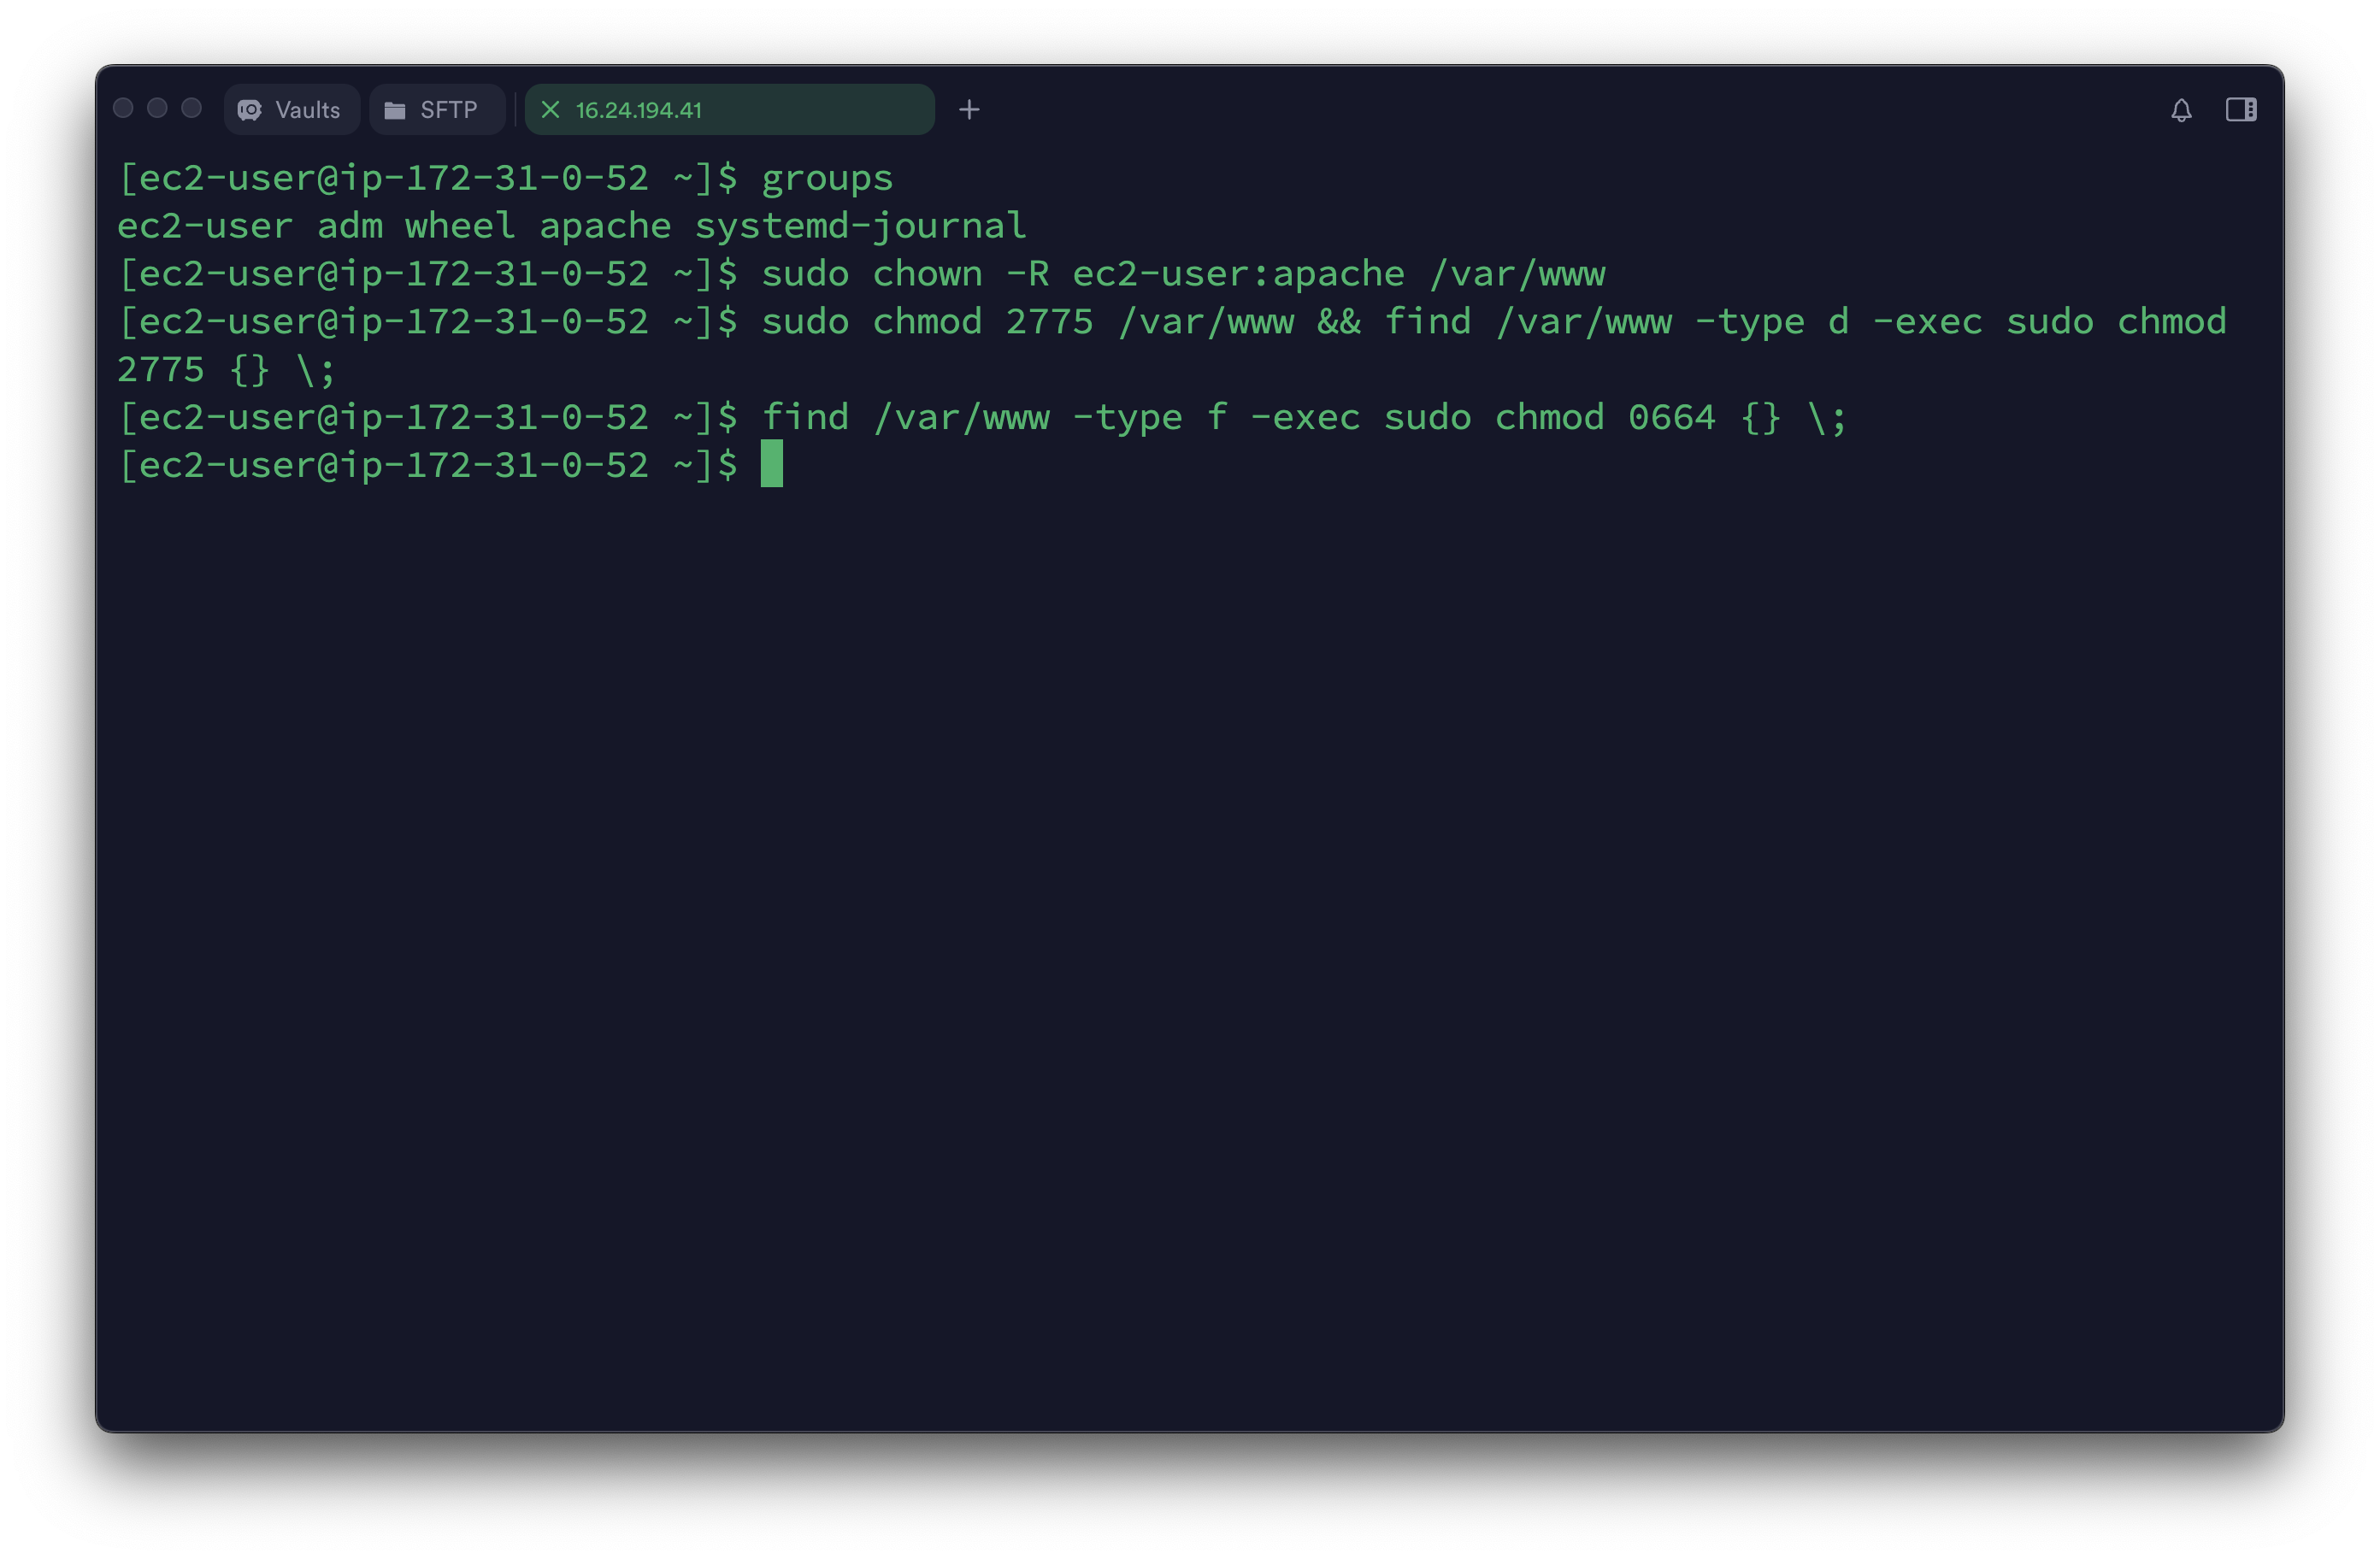 Vaults SFTP 16.24.194.41
[ec2-user@ip-172-31-0-52 ~]$ groups
ec2-user adm wheel apache systemd-journal
[ec2-user@ip-172-31-0-52 ~]$ sudo chown -R ec2-user:apache /var/www
[ec2-user@ip-172-31-0-52 ~]$ sudo chmod 2775 /var/www && find /var/www -type d -exec sudo chmod
2775 {} \;
[ec2-user@ip-172-31-0-52 ~]$ find /var/www -type f -exec sudo chmod 0664 {} \;
[ec2-user@ip-172-31-0-52 ~]$